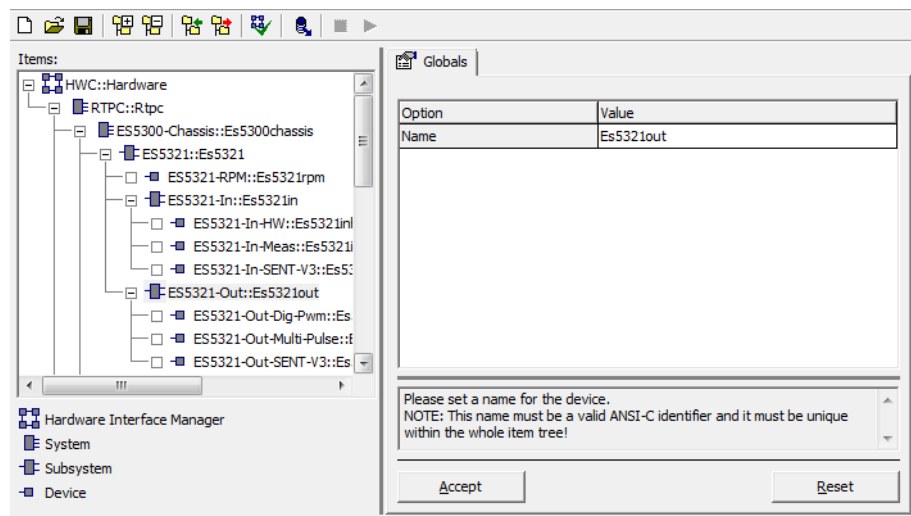 Items:
HWC::Hardware
RTPC::Rtpc
ES5300-Chassis::Es5300chassis
ES5321::Es5321
ES5321-RPM::Es5321rpm
ES5321-In::Es5321in
ES5321-In-HW::Es5321inl
ES5321-In-Meas::Es5321i
ES5321-In-SENT-V3::Es53
ES5321-Out::Es5321out
ES5321-Out-Dig-Pwm::Es
ES5321-Out-Multi-Pulse::E
ES5321-Out-SENT-V3::Es
Hardware Interface Manager
System
Subsystem
Device
Globals
Option Value
Name Es5321out
Please set a name for the device.
NOTE: This name must be a valid ANSI-C identifier and it must be unique
within the whole item tree!
Accept Reset